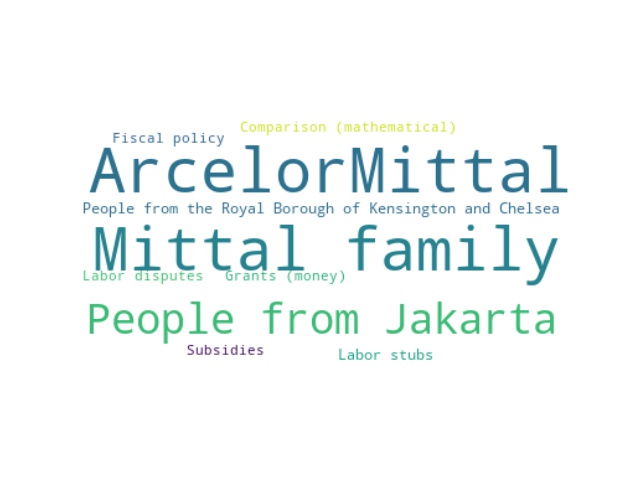 Comparison (mathematical)
Fiscal policy
ArcelorMittal
People from the Royal Borough of Kensington and Chelsea
Mittal family
Labor disputes Grants (money)
People from Jakarta
Subsidies
Labor stubs